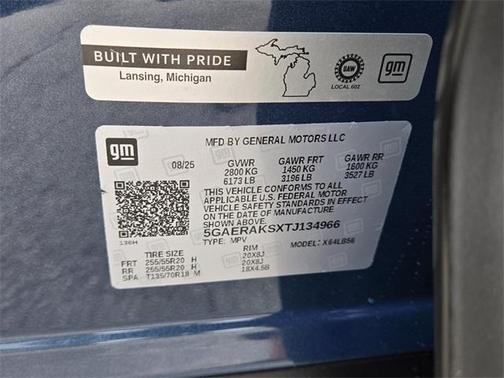 BUILT WITH PRIDE
Lansing, Michigan
UAW
LOCAL 602
gm
gm
MFD BY GENERAL MOTORS LLC
08/25 GVWR GAWR FRT GAWR RR
2800 KG 1450 KG 1600 KG
6173 LB 3196 LB 3527 LB
THIS VEHICLE CONFORMS TO ALL
APPLICABLE U.S. FEDERAL MOTOR
VEHICLE SAFETY STANDARDS IN EFFECT
ON THE DATE OF MANUFACTURE
SHOWN ABOVE.
5GAERAKSXTJ134966
TYPE: MPV MODEL: X64LB56
136H
TIRE SIZE RIM
FRT 255/55R20 H 20X8J
RR 255/55R20 H 20X8J
SPA T135/70R18 M 18X4.5B